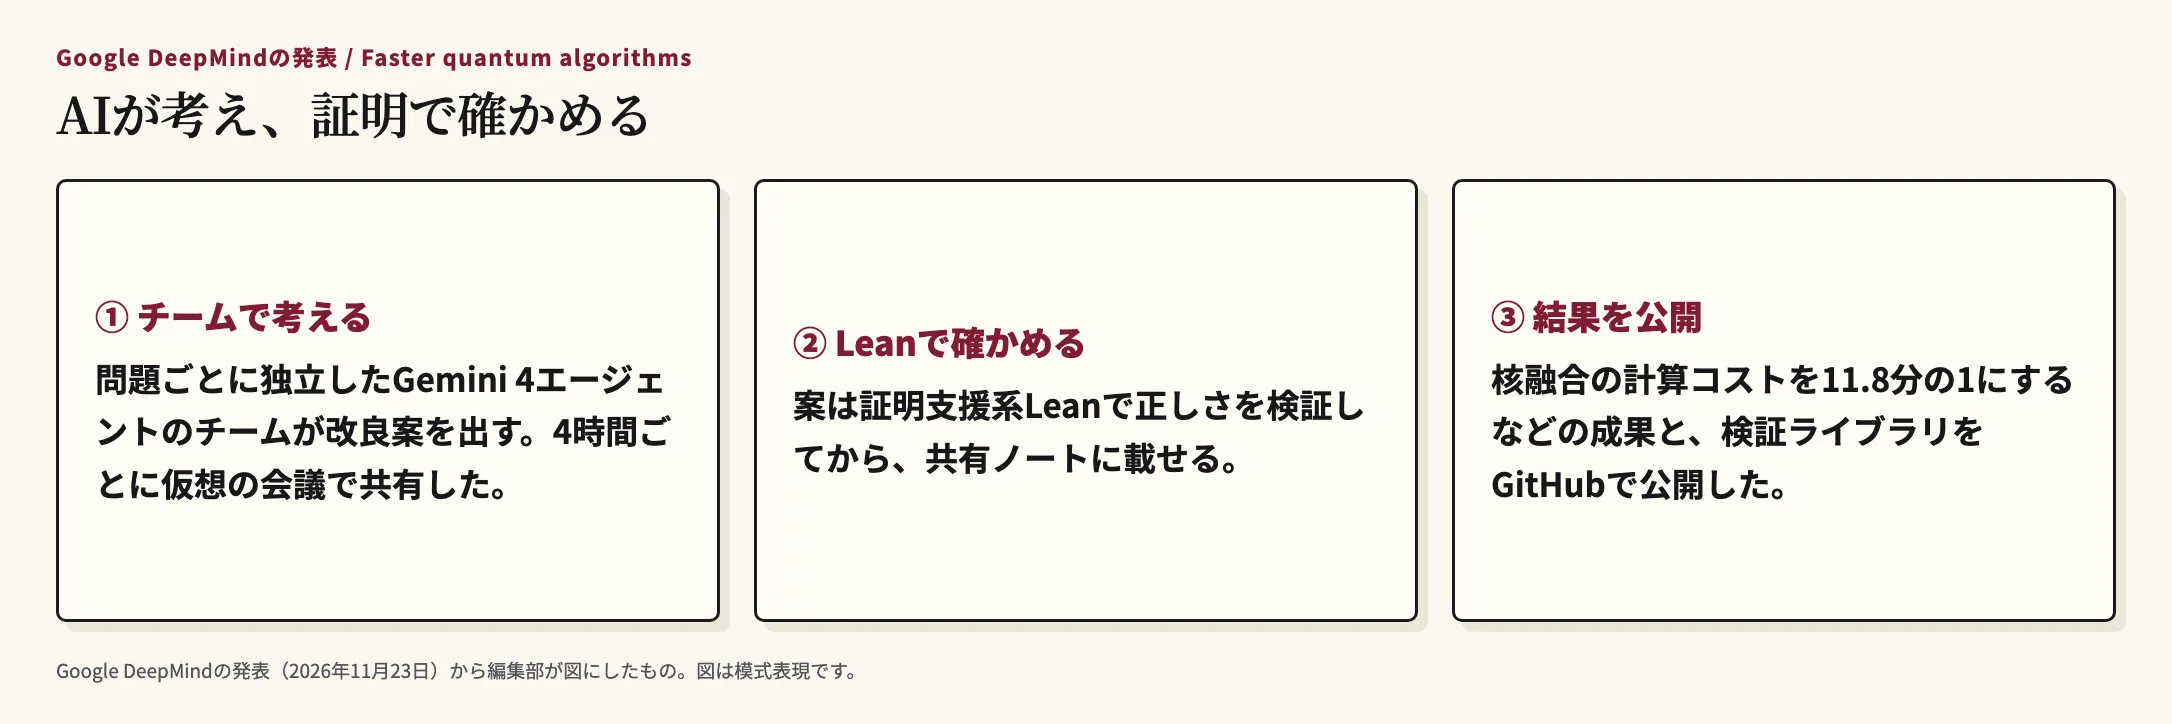 Google DeepMindの発表 / Faster quantum algorithms
AIが考え、証明で確かめる
① チームで考える
問題ごとに独立したGemini 4エージェ
ントのチームが改良案を出す。4時間ご
とに仮想の会議で共有した。
② Leanで確かめる
案は証明支援系Leanで正しさを検証し
てから、共有ノートに載せる。
③ 結果を公開
核融合の計算コストを11.8分の1にする
などの成果と、検証ライブラリを
GitHubで公開した。
Google DeepMindの発表（2026年11月23日）から編集部が図にしたもの。図は模式表現です。